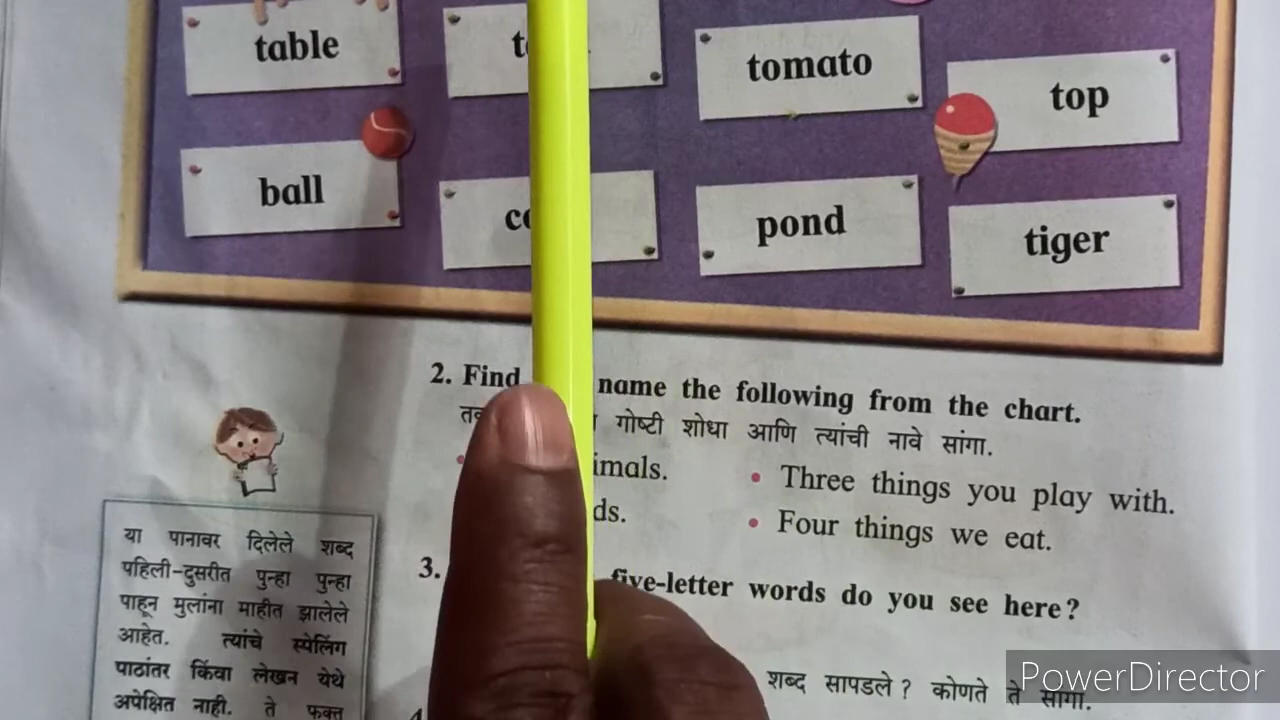 table
tomato
top
ball
pond
tiger
2. Find name the following from the chart.
गोष्टी शोधा आणि त्यांची नावे सांगा.
• Three things you play with.
• Four things we eat.
3. five-letter words do you see here?
शब्द सापडले? कोणते ते सांगा.
या पानावर दिलेले शब्द
पहिली-दुसरीत पुन्हा पुन्हा
पाहून मुलांना माहीत झालेले
आहेत. त्यांचे स्पेलिंग
पाठांतर किंवा लेखन येथे
अपेक्षित नाही. ते फक्त
PowerDirector